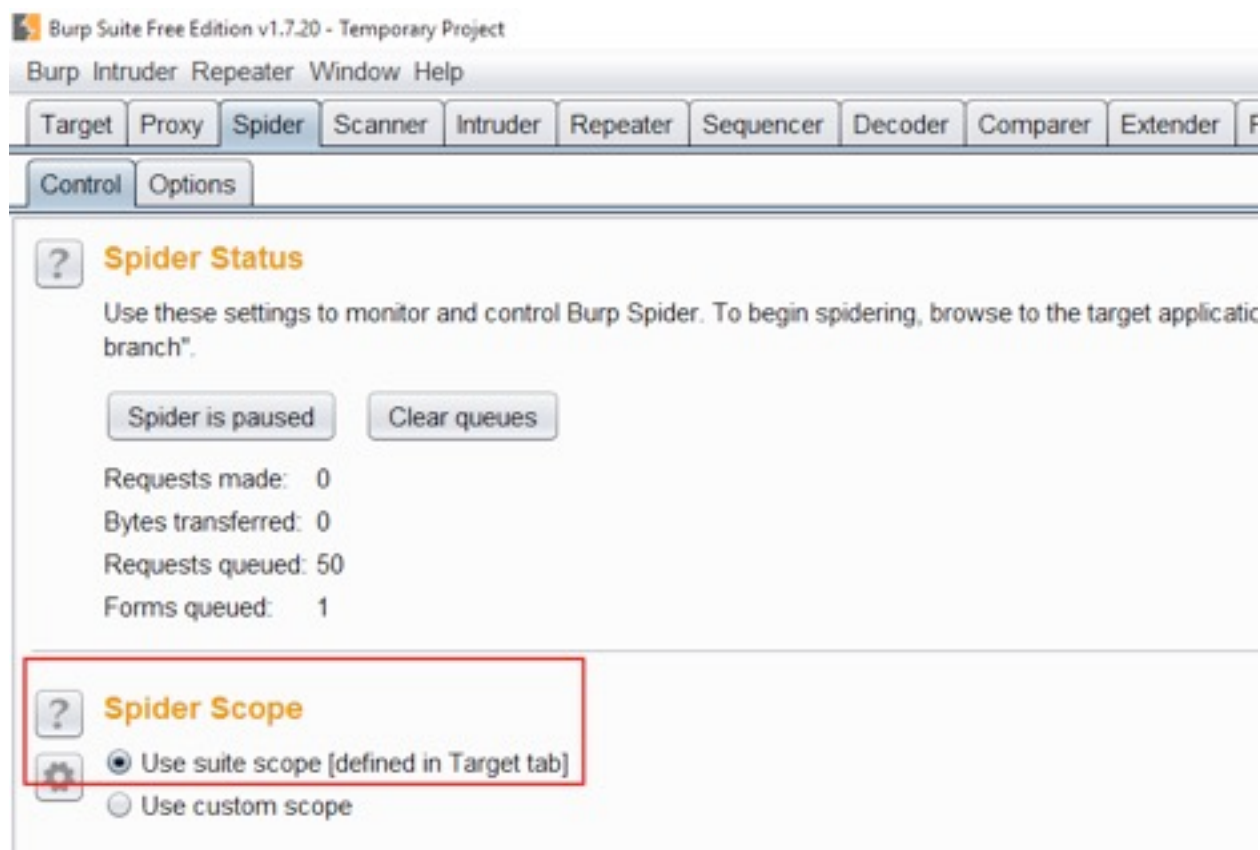 Burp Suite Free Edition v1.7.20 - Temporary Project
Burp Intruder Repeater Window Help
Target Proxy Spider Scanner Intruder Repeater Sequencer Decoder Comparer Extender
Control Options
? Spider Status
Use these settings to monitor and control Burp Spider. To begin spidering, browse to the target
branch".
Spider is paused Clear queues
Requests made: 0
Bytes transferred: 0
Requests queued: 50
Forms queued: 1
? Spider Scope
Use suite scope [defined in Target tab]
Use custom scope